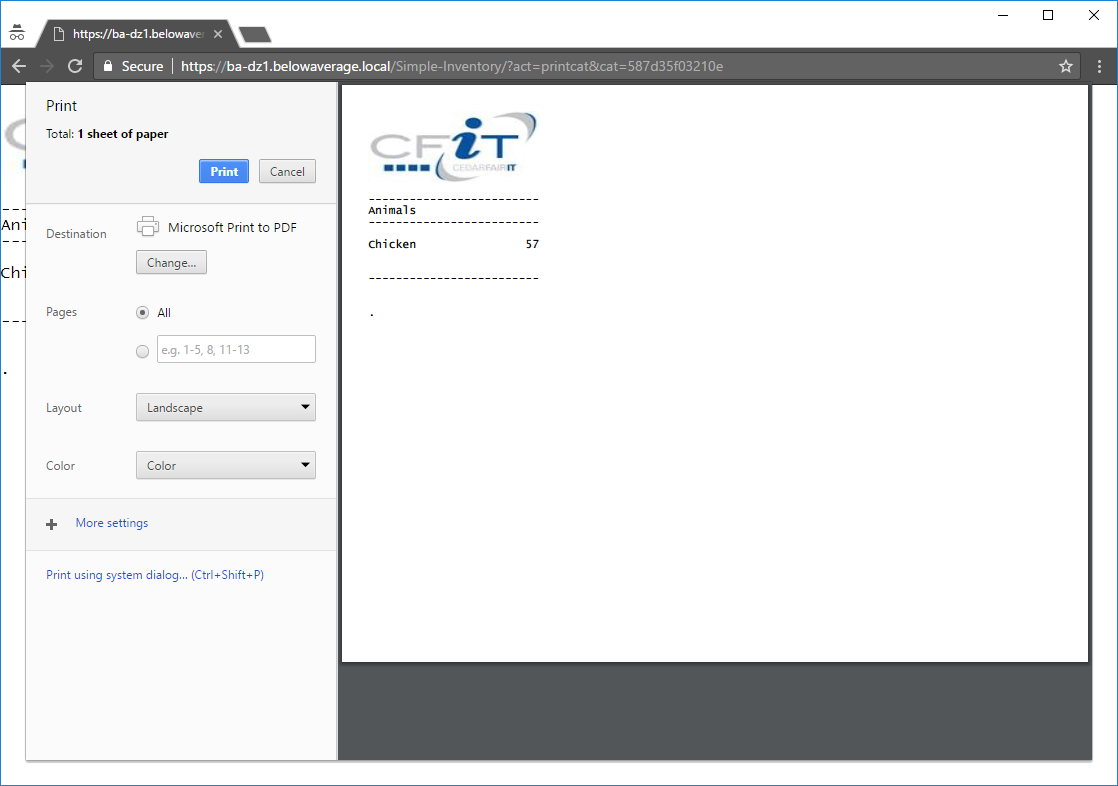 https://ba-dz1.belowaver
Secure | https://ba-dz1.belowaverage.local/Simple-Inventory/?act=printcat&cat=587d35f03210e
Print
Total: 1 sheet of paper
Print Cancel
Destination Microsoft Print to PDF
Change...
Pages All
e.g. 1-5, 8, 11-13
Layout Landscape
Color Color
More settings
Print using system dialog... (Ctrl+Shift+P)
Ani
Chi
.
CFiT
CEDARFAIRIT
------------------------
Animals
------------------------
Chicken 57
------------------------
.